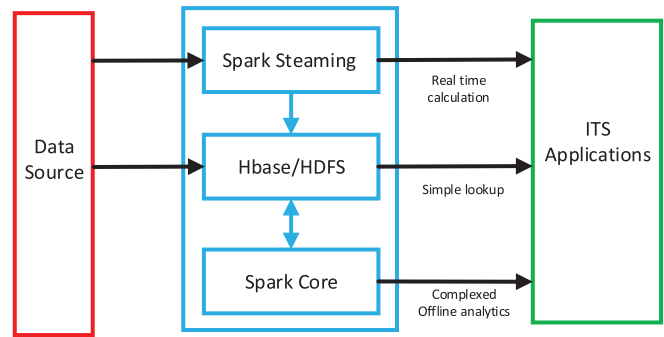 Data
Source
Spark Steaming
Hbase/HDFS
Spark Core
Real time
calculation
Simple lookup
Complexed
Offline analytics
ITS
Applications